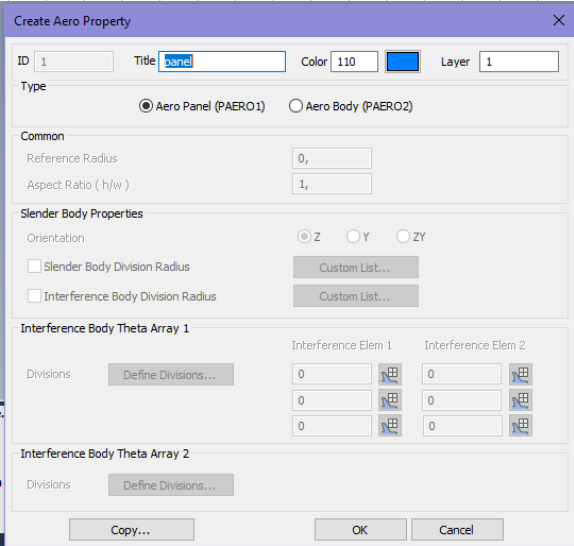 Create Aero Property
ID 1 Title panel Color 110 Layer 1
Type
Aero Panel (PAERO1) Aero Body (PAERO2)
Common
Reference Radius 0,
Aspect Ratio ( h/w ) 1,
Slender Body Properties
Orientation Z Y ZY
Slender Body Division Radius Custom List...
Interference Body Division Radius Custom List...
Interference Body Theta Array 1
Interference Elem 1 Interference Elem 2
Divisions Define Divisions... 0 0
0 0
0 0
Interference Body Theta Array 2
Divisions Define Divisions...
Copy... OK Cancel